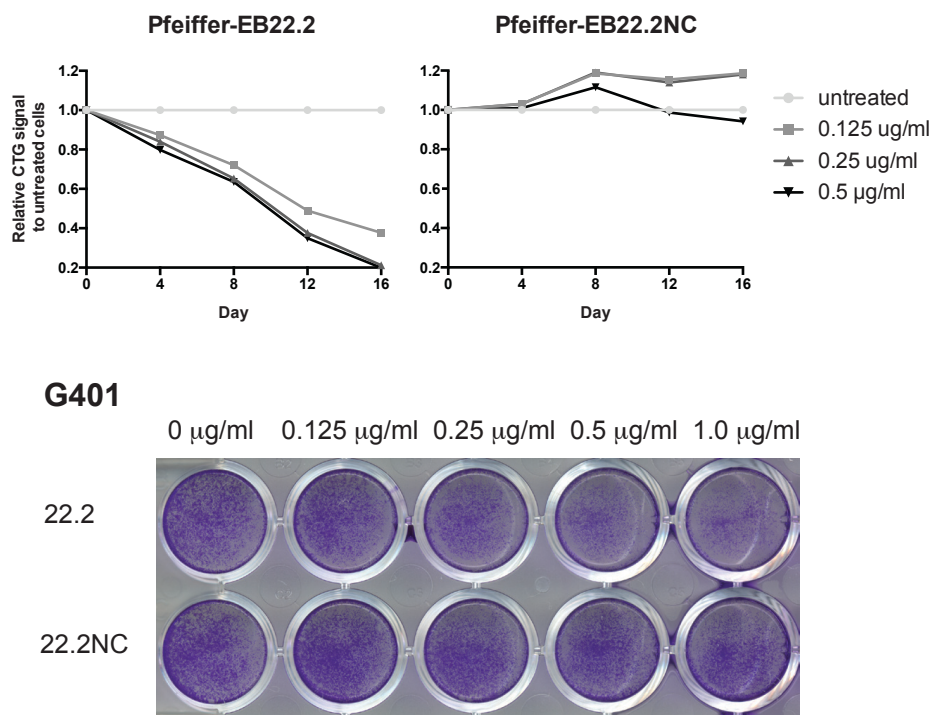 Pfeiffer-EB22.2
Pfeiffer-EB22.2NC
Relative CTG signal
to untreated cells
1.2
1.0
0.8
0.6
0.4
0.2
0 4 8 12 16
Day
1.2
1.0
0.8
0.6
0.4
0.2
0 4 8 12 16
Day
untreated
0.125 ug/ml
0.25 ug/ml
0.5 µg/ml
G401
0 µg/ml 0.125 µg/ml 0.25 µg/ml 0.5 µg/ml 1.0 µg/ml
22.2
22.2NC